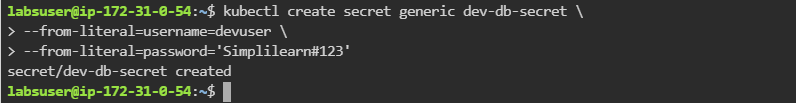 labsuser@ip-172-31-0-54:~$ kubectl create secret generic dev-db-secret \
> --from-literal=username=devuser \
> --from-literal=password='Simplilearn#123'
secret/dev-db-secret created
labsuser@ip-172-31-0-54:~$